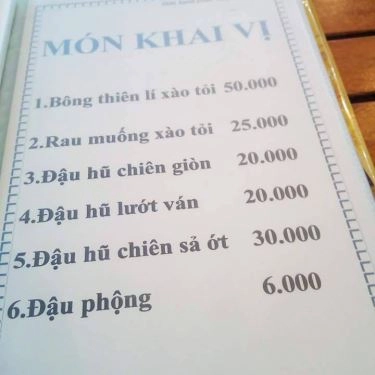 MÓN KHAI VỊ
1.Bông thiên lí xào tỏi 50.000
2.Rau muống xào tỏi 25.000
3.Đậu hũ chiên giòn 20.000
4.Đậu hũ lướt ván 20.000
5.Đậu hũ chiên sả ớt 30.000
6.Đậu phộng 6.000